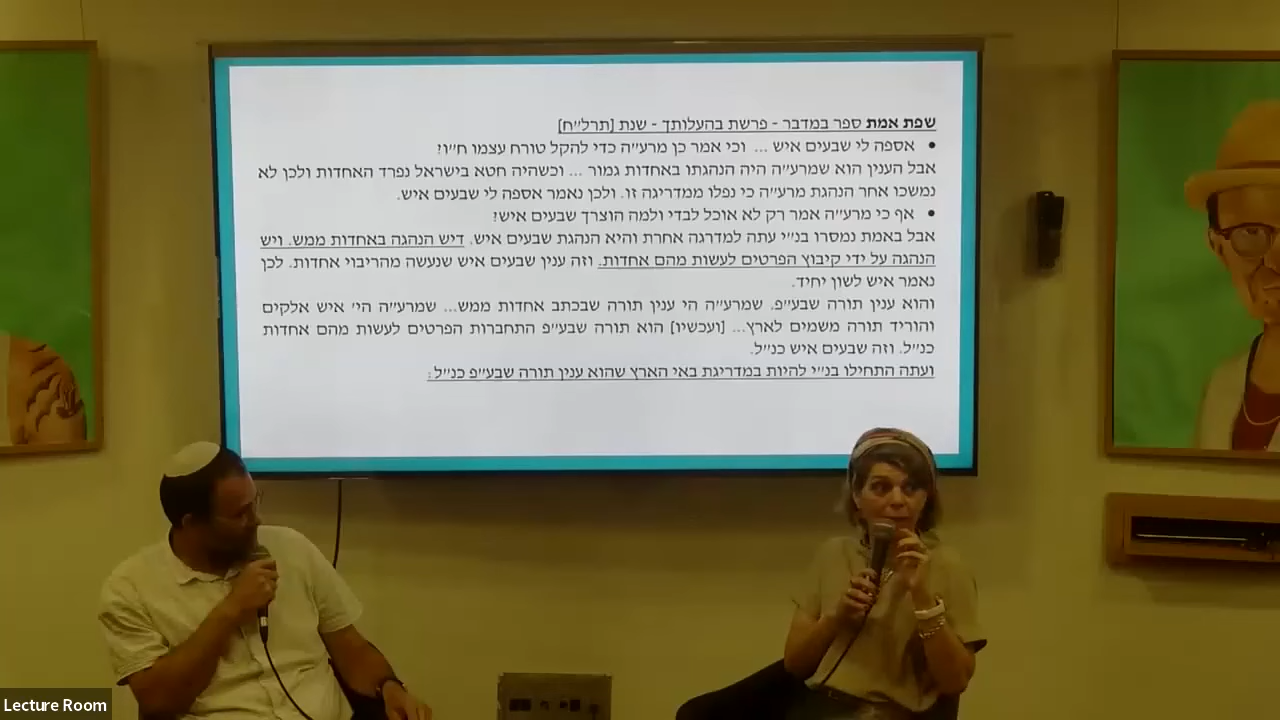 שפת אמת ספר במדבר - פרשת בהעלותך - שנת [תרל״ח]
• אספה לי שבעים איש ... וכי אמר כן מרע״ה כדי להקל טורח עצמו ח״ו?
אבל הענין הוא שמרע״ה היה הנהגתו באחדות גמור ... וכשהיה חטא בישראל נפרד האחדות ולכן לא
נמשכו אחר הנהגת מרע״ה כי נפלו ממדריגה זו. ולכן נאמר אספה לי שבעים איש.
• אף כי מרע״ה אמר רק לא אוכל לבדי ולמה הוצרך שבעים איש?
אבל באמת נמסרו בנ״י עתה למדרגה אחרת והיא הנהגת שבעים איש. דיש הנהגה באחדות ממש. ויש
הנהגה על ידי קיבוץ הפרטים לעשות מהם אחדות. וזה ענין שבעים איש שנעשה מהריבוי אחדות. לכן
נאמר איש לשון יחיד.
והוא ענין תורה שבע״פ. שמרע״ה הי ענין תורה שבכתב אחדות ממש... שמרע״ה הי׳ איש אלקים
והוריד תורה משמים לארץ... [ועכשיו] הוא תורה שבע״פ התחברות הפרטים לעשות מהם אחדות
כנ״ל. וזה שבעים איש כנ״ל.
ועתה התחילו בנ״י להיות במדריגת באי הארץ שהוא ענין תורה שבע״פ כנ״ל:
Lecture Room